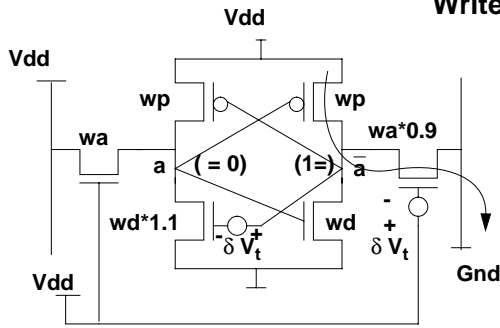 Write
Vdd
Vdd
wp
wp
wa
wa*0.9
a
(= 0)
(1=)
a̅
wd*1.1
- δ Vt +
wd
-
+
δ Vt
Vdd
Gnd